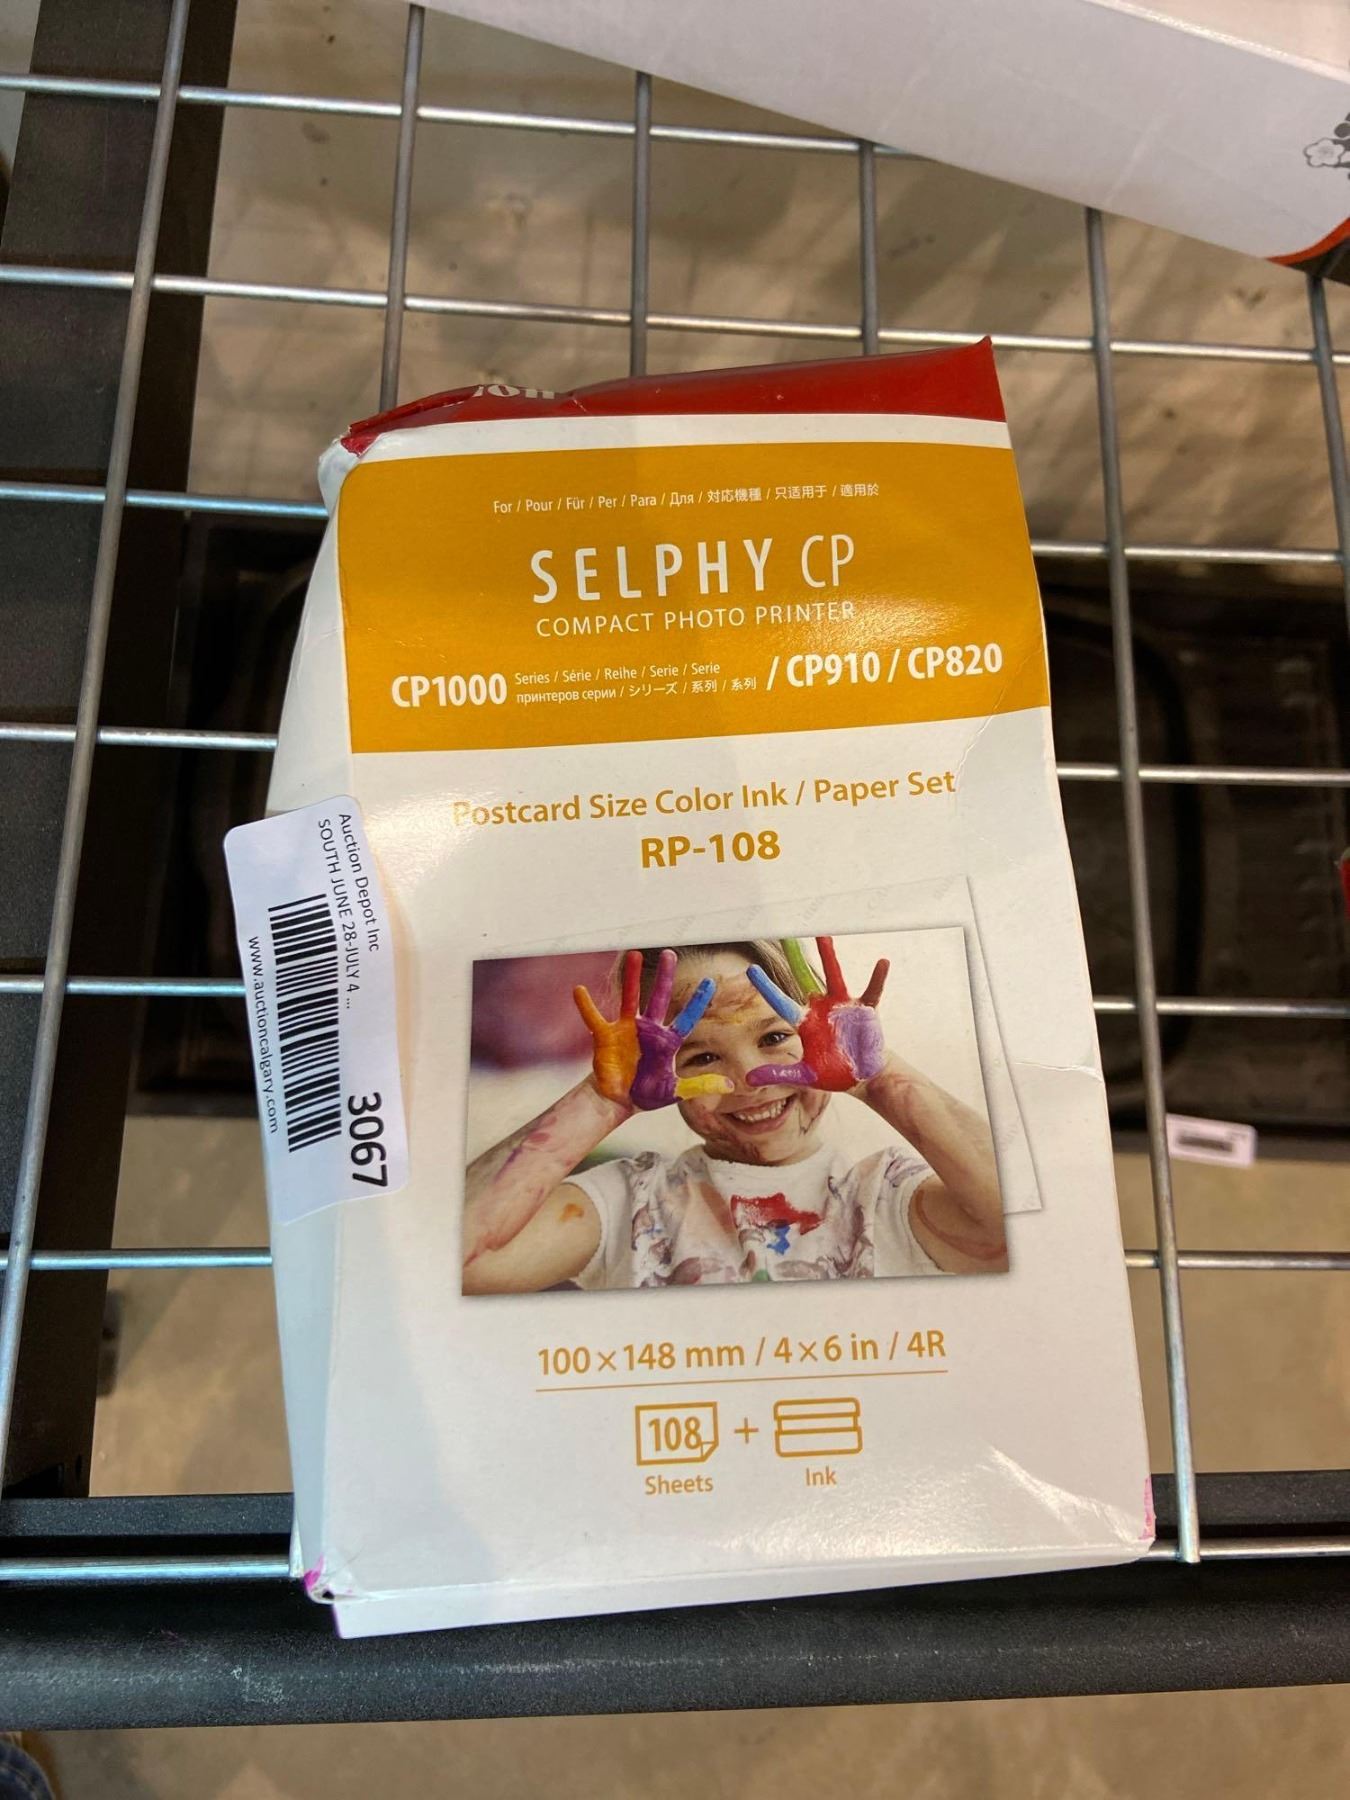 For / Pour / Für / Per / Para / Для / 対応機種 / 只适用于 / 適用於
SELPHY CP
COMPACT PHOTO PRINTER
CP1000 Series / Série / Reihe / Serie / Serie / CP910 / CP820
принтеров серии / シリーズ / 系列 / 系列
Postcard Size Color Ink / Paper Set
RP-108
Auction Depot Inc
SOUTH JUNE 28-JULY 4 ...
3067
www.auctioncalgary.com
100×148 mm / 4×6 in / 4R
108 +
Sheets Ink